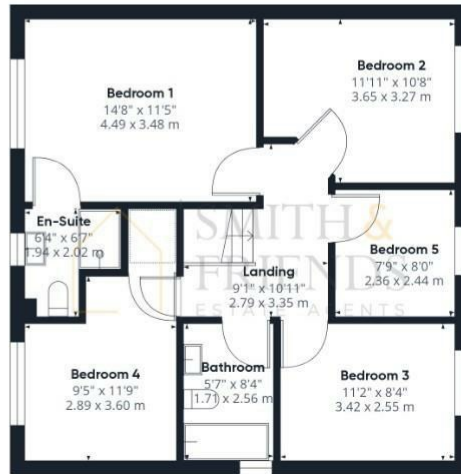 Bedroom 1
14'8" x 11'5"
4.49 x 3.48 m
Bedroom 2
11'11" x 10'8"
3.65 x 3.27 m
En-Suite
6'4" x 6'7"
1.94 x 2.02 m
SMITH &
FRIENDS
ESTATE AGENTS
Bedroom 5
7'9" x 8'0"
2.36 x 2.44 m
Landing
9'1" x 10'11"
2.79 x 3.35 m
Bedroom 4
9'5" x 11'9"
2.89 x 3.60 m
Bathroom
5'7" x 8'4"
1.71 x 2.56 m
Bedroom 3
11'2" x 8'4"
3.42 x 2.55 m